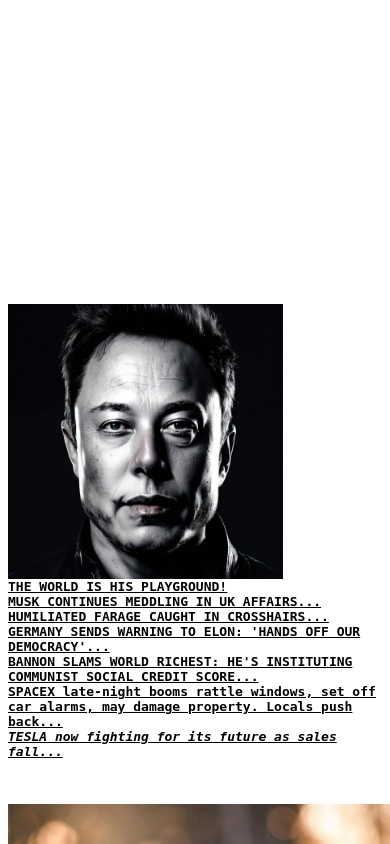 THE WORLD IS HIS PLAYGROUND!
MUSK CONTINUES MEDDLING IN UK AFFAIRS...
HUMILIATED FARAGE CAUGHT IN CROSSHAIRS...
GERMANY SENDS WARNING TO ELON: 'HANDS OFF OUR
DEMOCRACY'...
BANNON SLAMS WORLD RICHEST: HE'S INSTITUTING
COMMUNIST SOCIAL CREDIT SCORE...
SPACEX late-night booms rattle windows, set off
car alarms, may damage property. Locals push
back...
TESLA now fighting for its future as sales
fall...